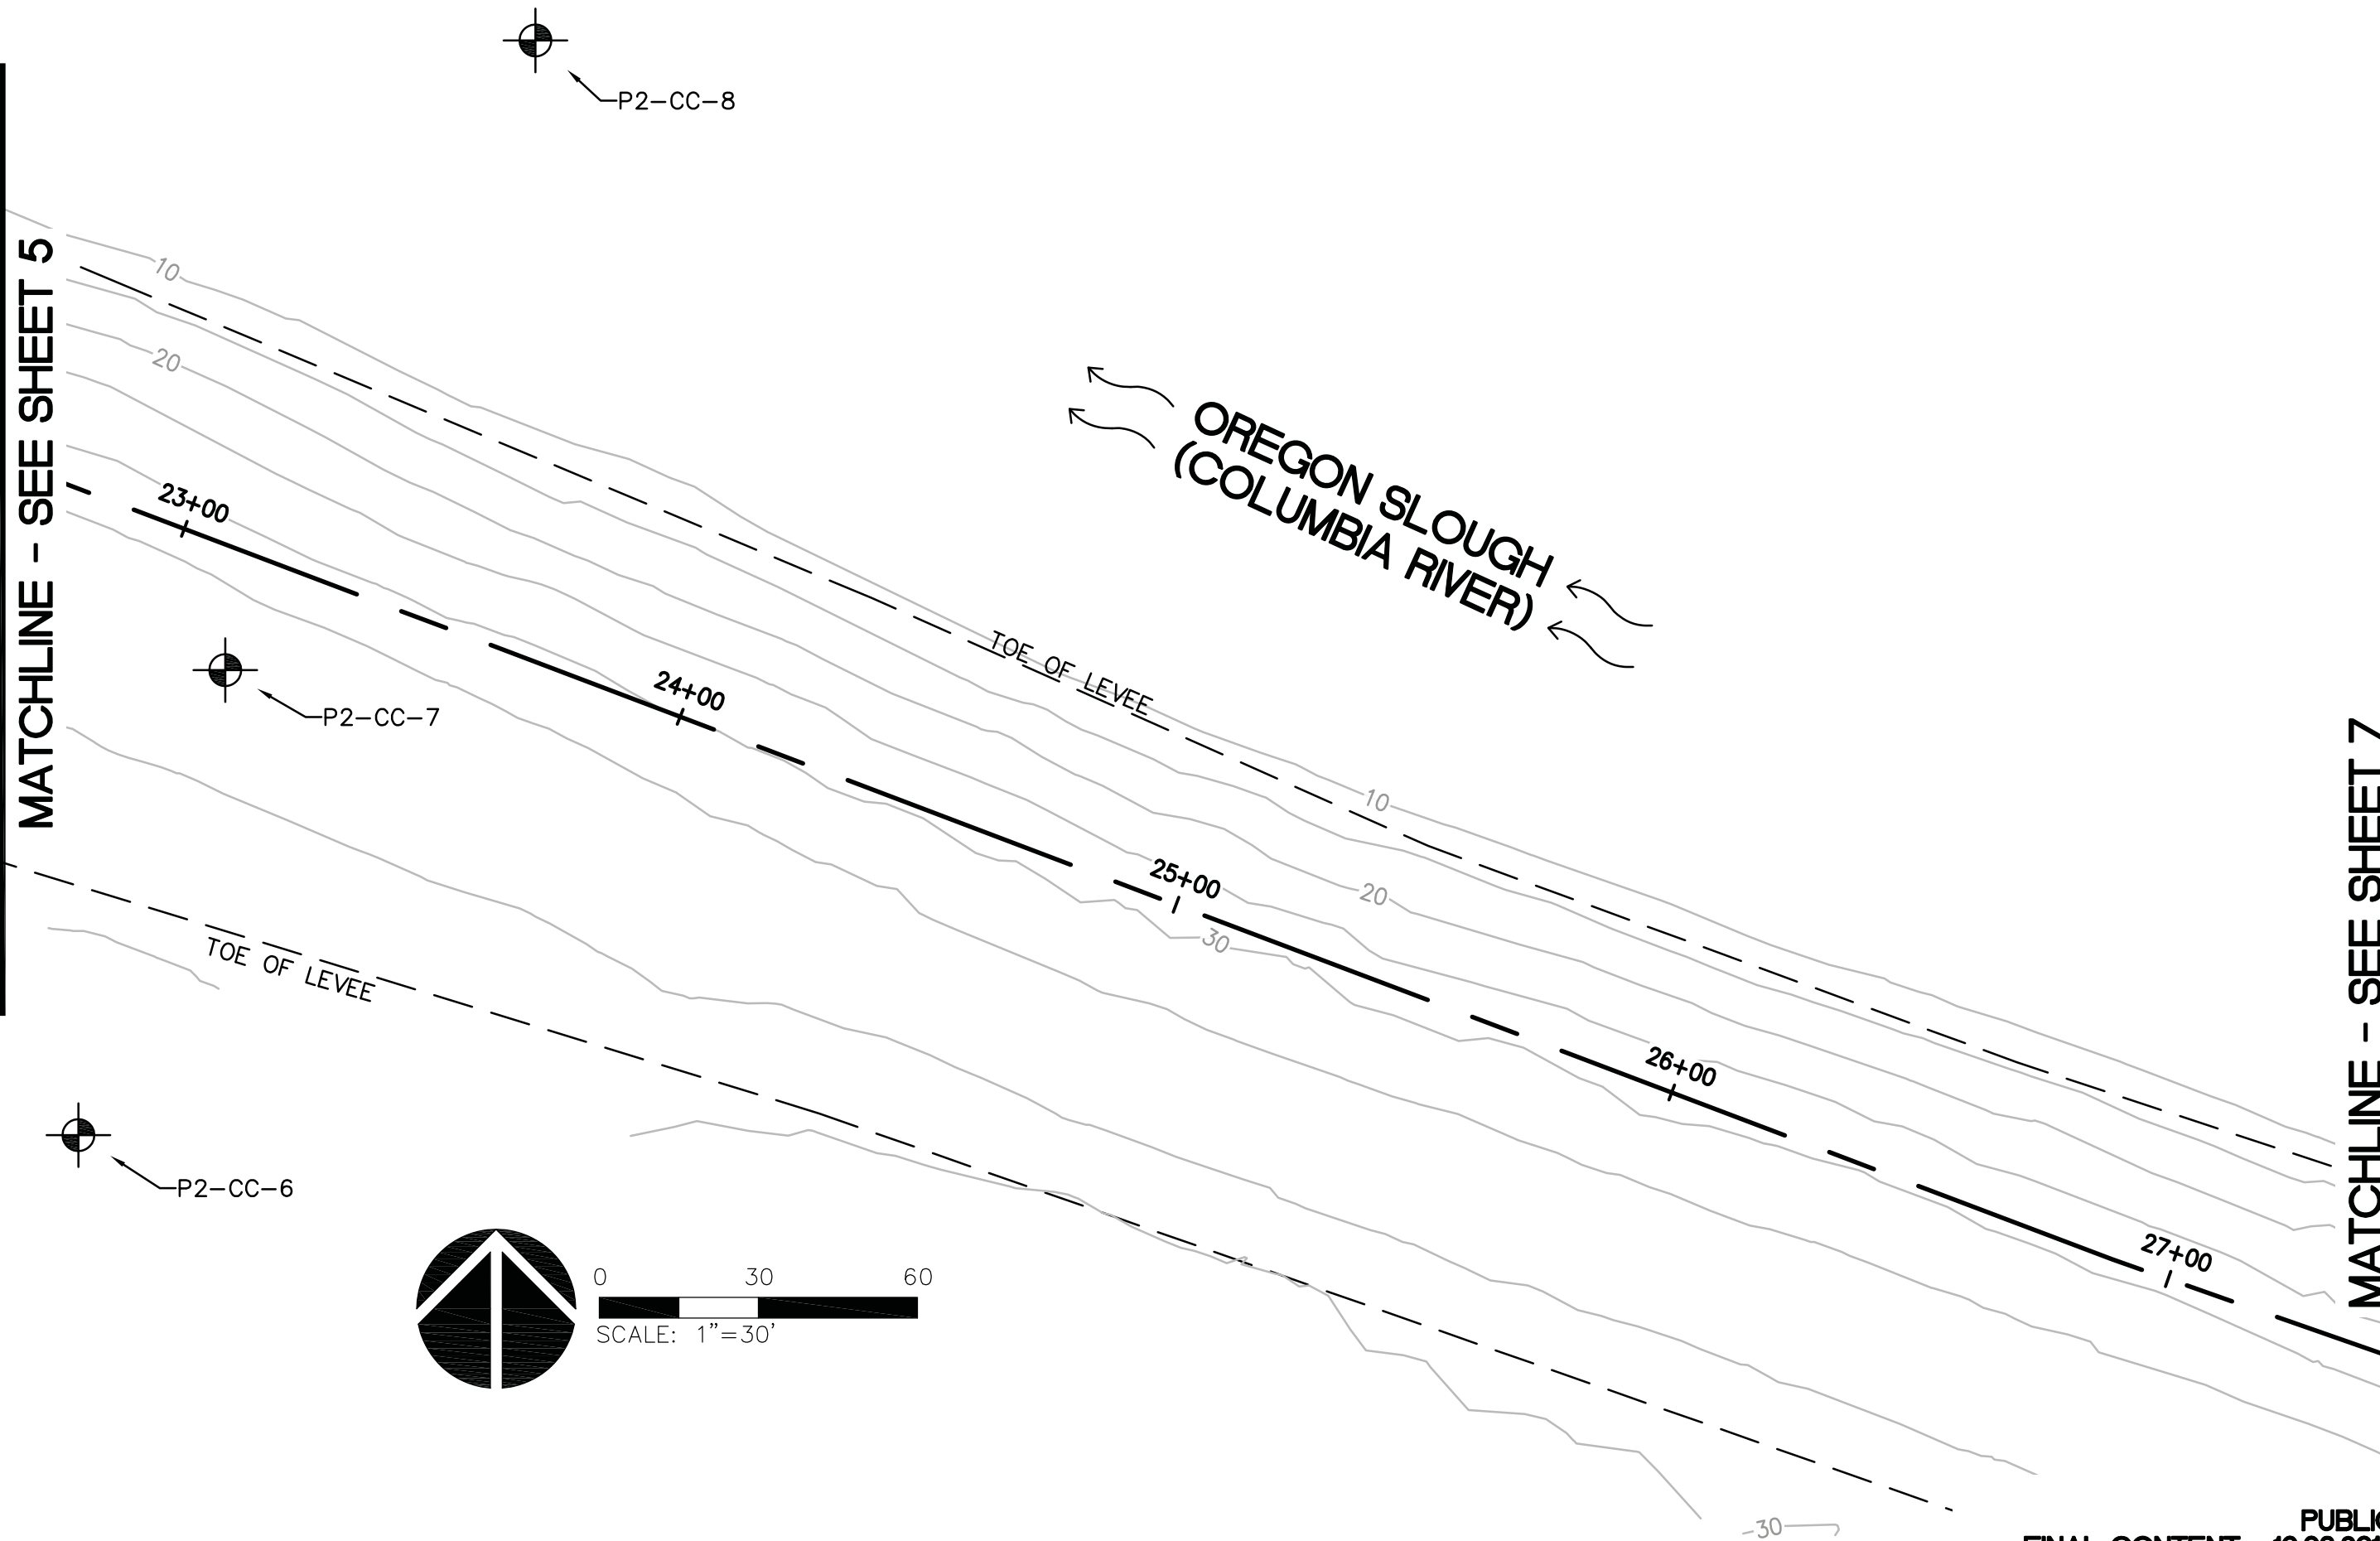 P2-CC-8
MATCHLINE - SEE SHEET 5
10
20
23+00
OREGON SLOUGH
(COLUMBIA RIVER)
TOE OF LEVEE
24+00
P2-CC-7
MATCHLINE - SEE SHEET 7
10
25+00
20
30
TOE OF LEVEE
26+00
P2-CC-6
27+00
0 30 60
SCALE: 1"=30'
30